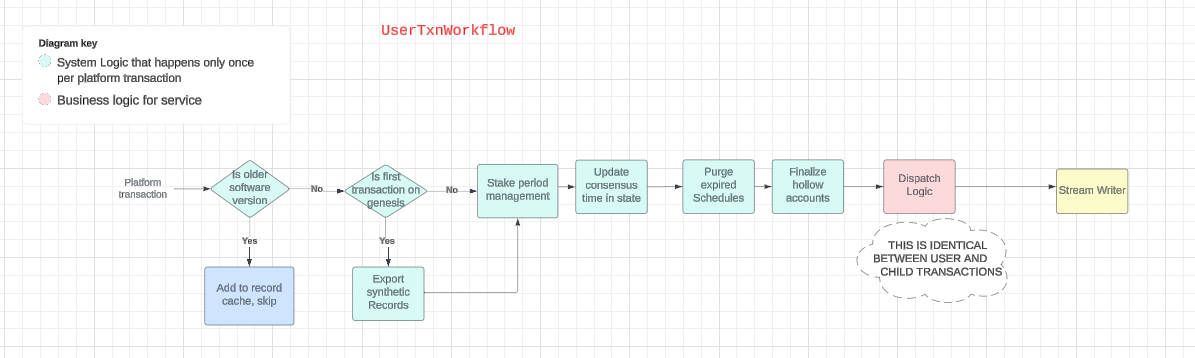 UserTxnWorkflow
Diagram key
System Logic that happens only once
per platform transaction
Business logic for service
Platform
transaction
Is older
software
version
No
Is first
transaction on
genesis
No
Stake period
management
Update
consensus
time in state
Purge
expired
Schedules
Finalize
hollow
accounts
Dispatch
Logic
Stream Writer
Yes
Yes
Add to record
cache, skip
Export
synthetic
Records
THIS IS IDENTICAL
BETWEEN USER AND
CHILD TRANSACTIONS